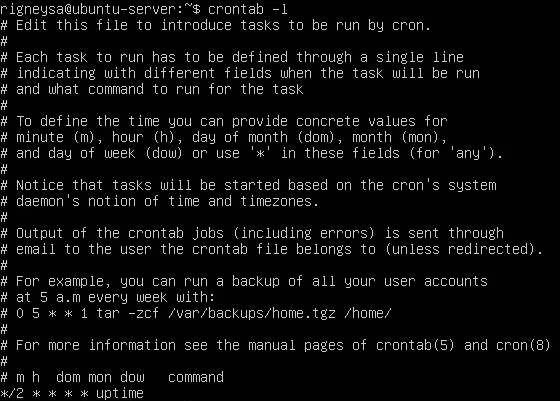 rigneysa@ubuntu-server:~$ crontab -l
# Edit this file to introduce tasks to be run by cron.
#
# Each task to run has to be defined through a single line
# indicating with different fields when the task will be run
# and what command to run for the task
#
# To define the time you can provide concrete values for
# minute (m), hour (h), day of month (dom), month (mon),
# and day of week (dow) or use '*' in these fields (for 'any').
#
# Notice that tasks will be started based on the cron's system
# daemon's notion of time and timezones.
#
# Output of the crontab jobs (including errors) is sent through
# email to the user the crontab file belongs to (unless redirected).
#
# For example, you can run a backup of all your user accounts
# at 5 a.m every week with:
# 0 5 * * 1 tar -zcf /var/backups/home.tgz /home/
#
# For more information see the manual pages of crontab(5) and cron(8)
#
# m h  dom mon dow   command
*/2 * * * * uptime